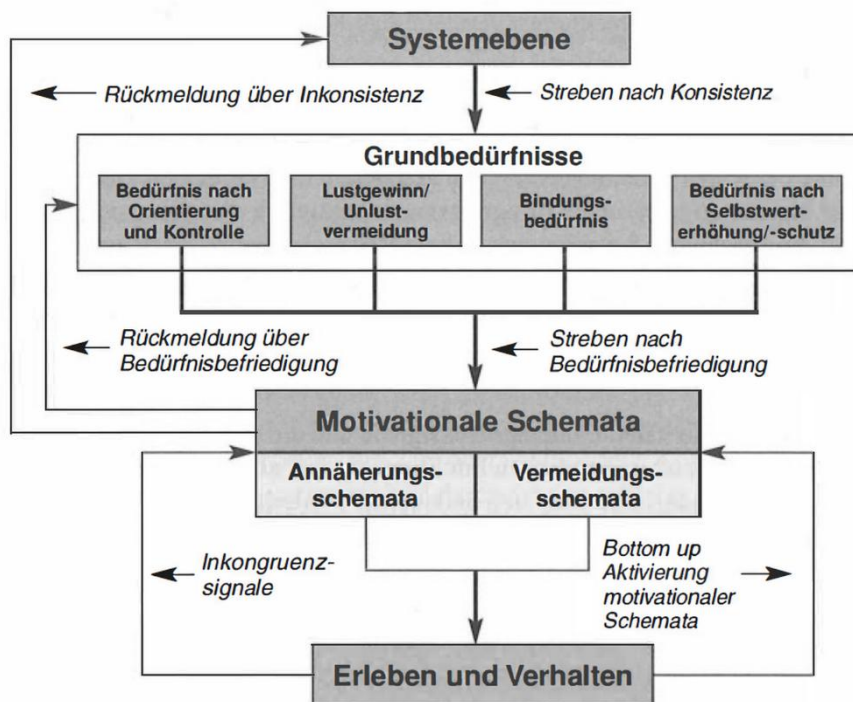 Systemebene
Rückmeldung über Inkonsistenz
Streben nach Konsistenz
Grundbedürfnisse
Bedürfnis nach
Orientierung
und Kontrolle
Lustgewinn/
Unlust-
vermeidung
Bindungs-
bedürfnis
Bedürfnis nach
Selbstwert-
erhöhung/-schutz
Rückmeldung über
Bedürfnisbefriedigung
Streben nach
Bedürfnisbefriedigung
Motivationale Schemata
Annäherungs-
schemata
Vermeidungs-
schemata
Inkongruenz-
signale
Bottom up
Aktivierung
motivationaler
Schemata
Erleben und Verhalten